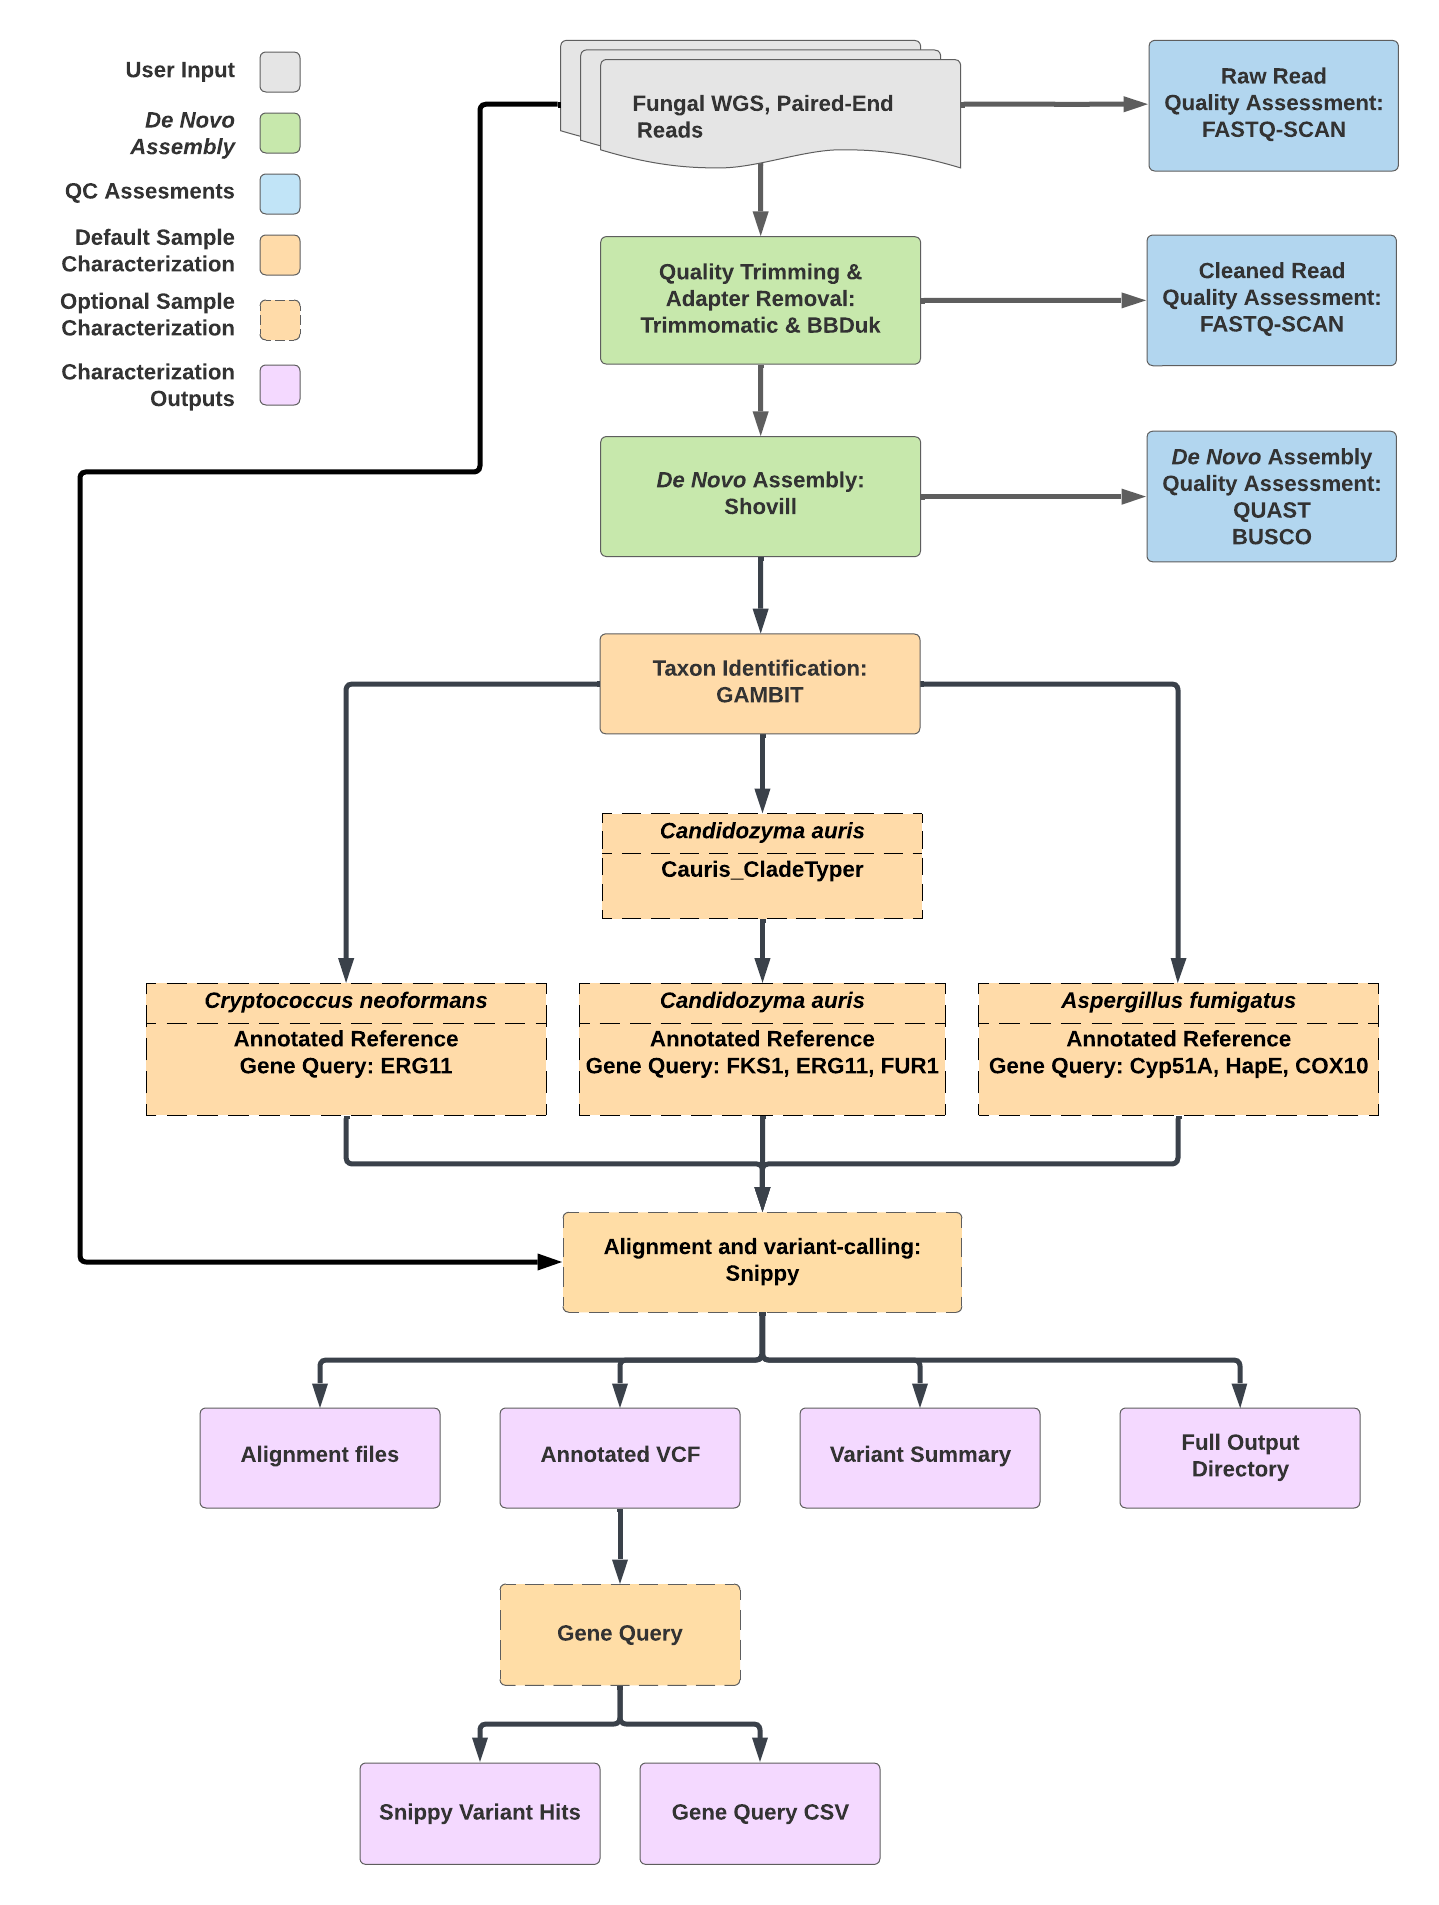 User Input
De Novo
Assembly
QC Assesments
Default Sample
Characterization
Optional Sample
Characterization
Characterization
Outputs
Fungal WGS, Paired-End
Reads
Raw Read
Quality Assessment:
FASTQ-SCAN
Quality Trimming &
Adapter Removal:
Trimmomatic & BBDuk
Cleaned Read
Quality Assessment:
FASTQ-SCAN
De Novo Assembly:
Shovill
De Novo Assembly
Quality Assessment:
QUAST
BUSCO
Taxon Identification:
GAMBIT
Candidozyma auris
Cauris_CladeTyper
Cryptococcus neoformans
Annotated Reference
Gene Query: ERG11
Candidozyma auris
Annotated Reference
Gene Query: FKS1, ERG11, FUR1
Aspergillus fumigatus
Annotated Reference
Gene Query: Cyp51A, HapE, COX10
Alignment and variant-calling:
Snippy
Alignment files
Annotated VCF
Variant Summary
Full Output
Directory
Gene Query
Snippy Variant Hits
Gene Query CSV